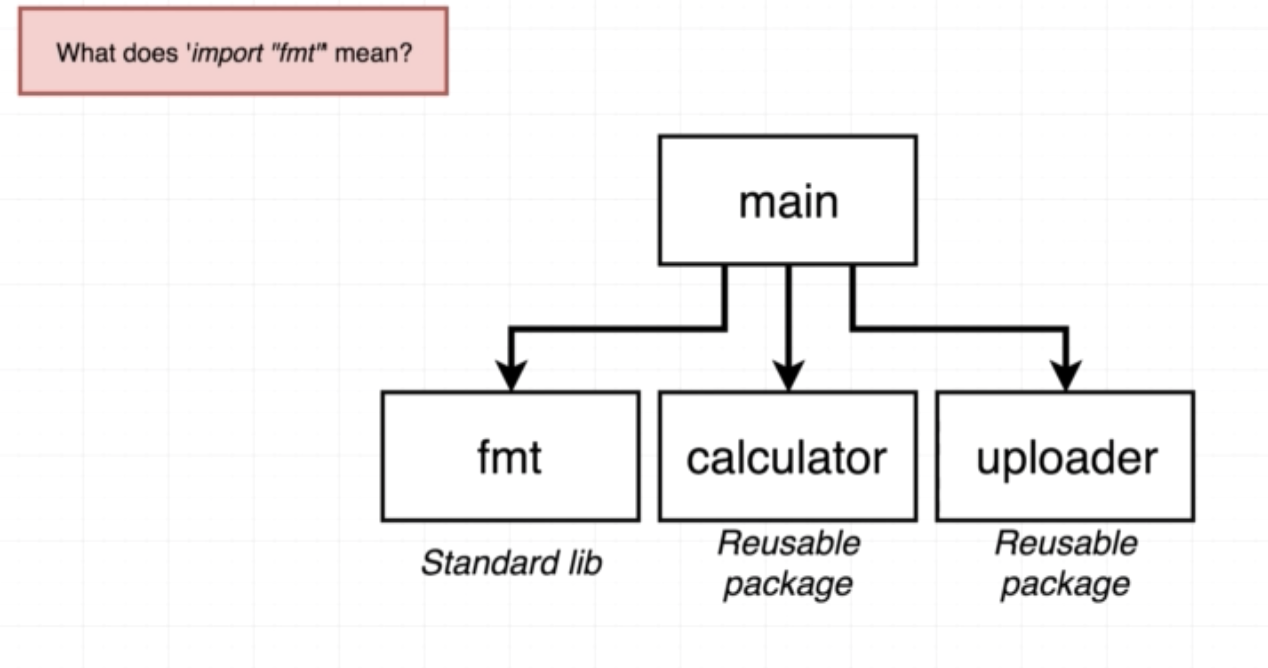 What does 'import "fmt"' mean?
main
fmt
calculator
uploader
Standard lib
Reusable
package
Reusable
package